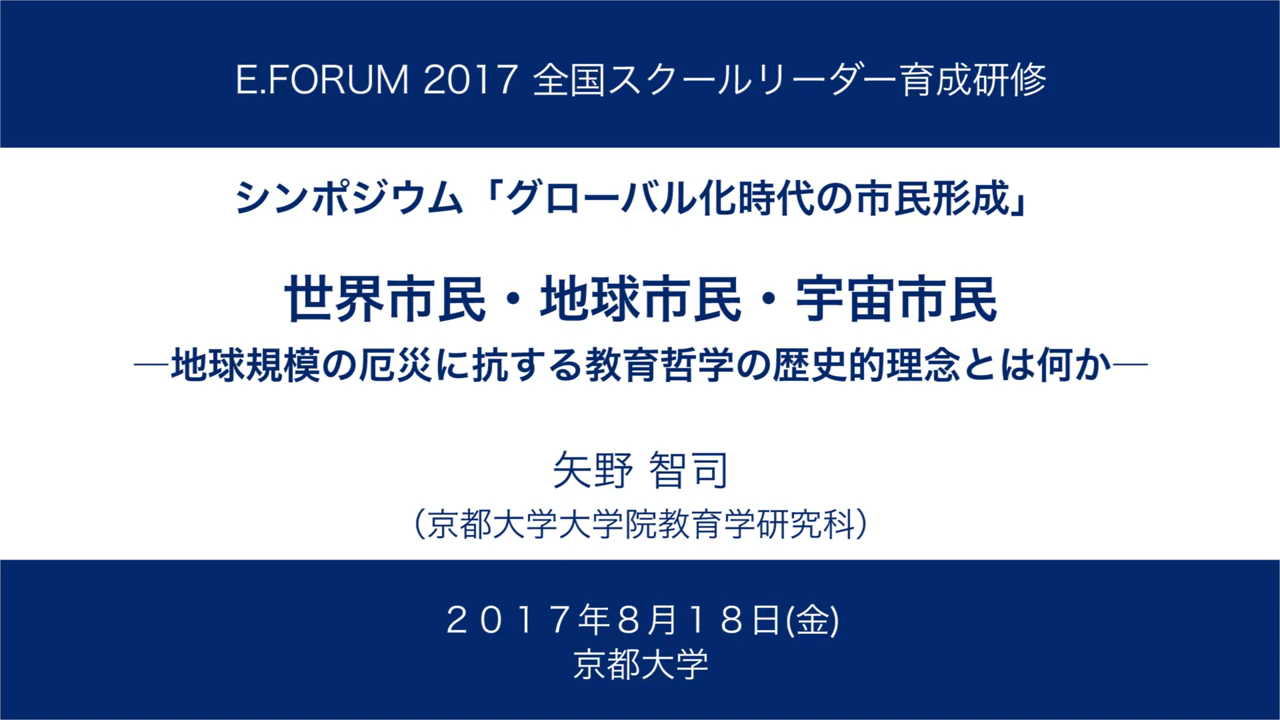 E.FORUM 2017 全国スクールリーダー育成研修
シンポジウム「グローバル化時代の市民形成」
世界市民・地球市民・宇宙市民
―地球規模の厄災に抗する教育哲学の歴史的理念とは何か―
矢野 智司
（京都大学大学院教育学研究科）
２０１７年８月１８日(金)
京都大学